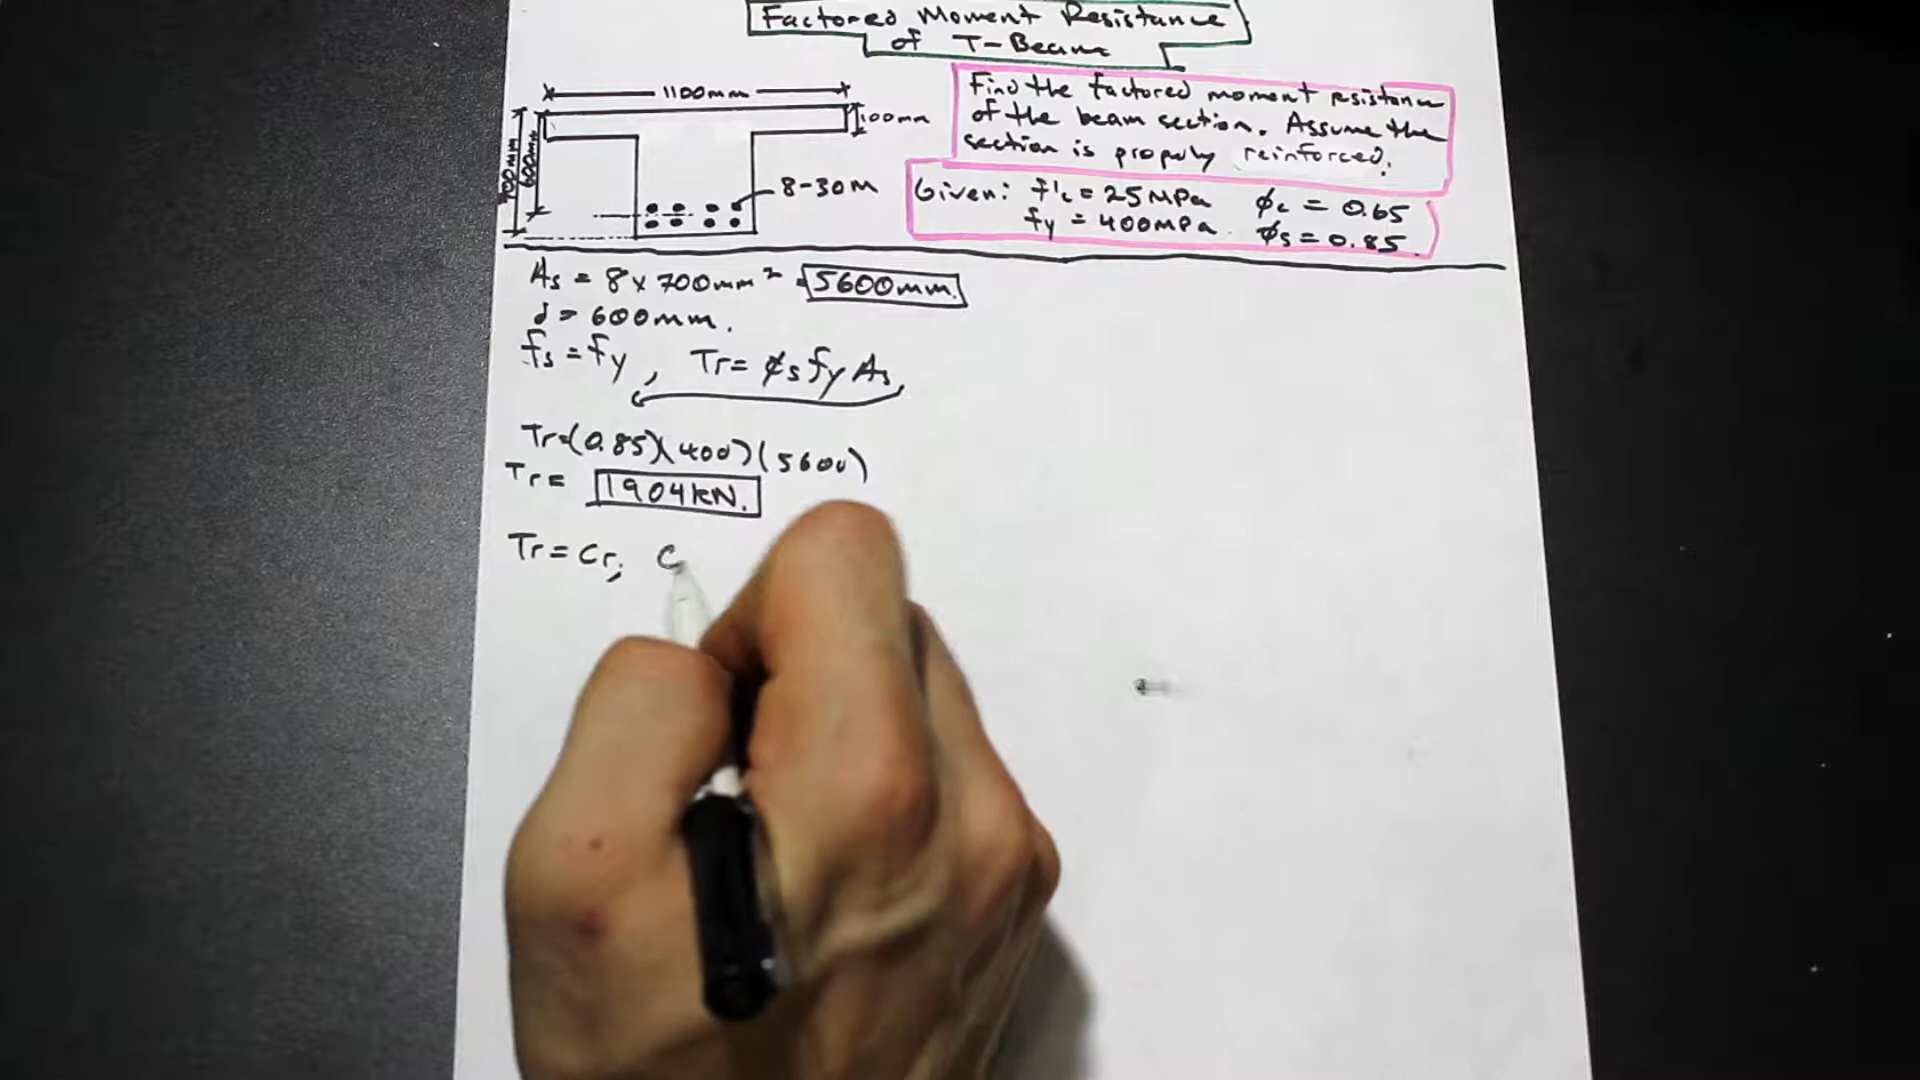 Factored Moment Resistance
of T-Beam
1100mm
100mm
700mm
600mm
8-30M
Find the factored moment rsistance
of the beam section. Assume the
section is properly reinforced.
Given: f'c = 25MPa φc = 0.65
fy = 400mPa φs = 0.85
As = 8 x 700mm² = 5600mm.
d = 600mm.
fs = fy, Tr = φs fy As,
Tr=(0.85)(400)(5600)
Tr = 1904kN.
Tr = Cr, C